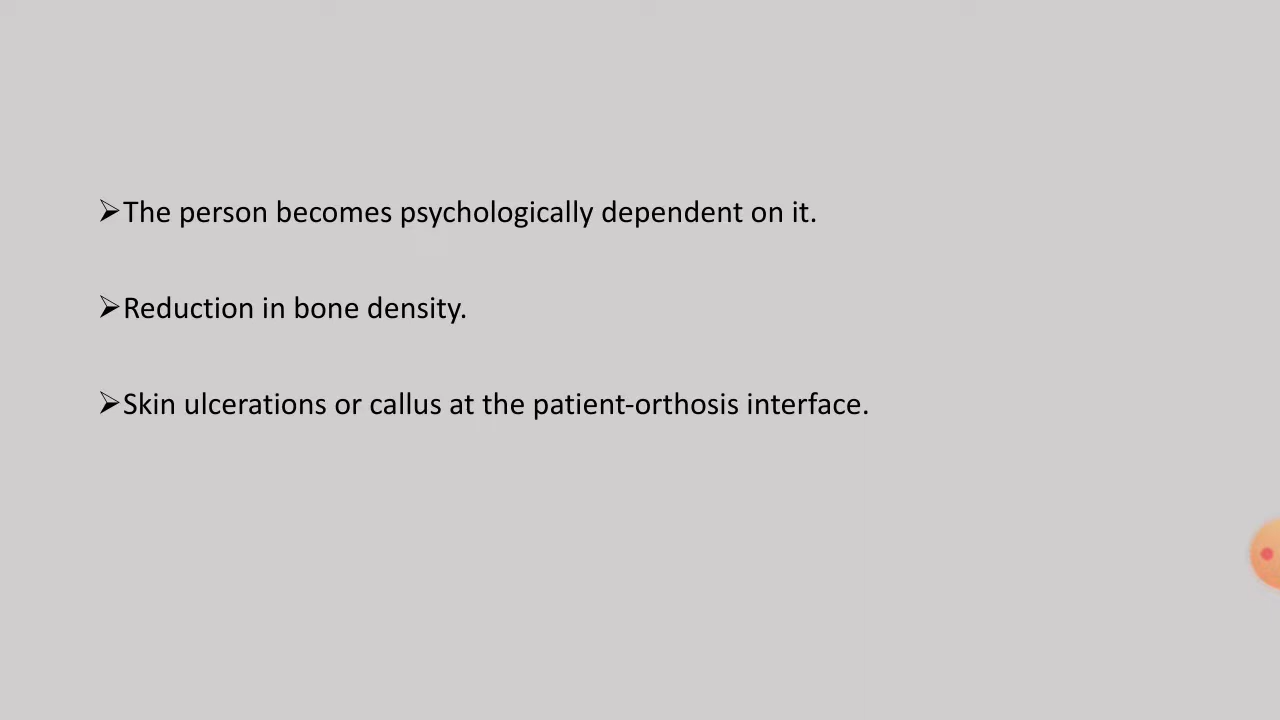 ➢The person becomes psychologically dependent on it.
➢Reduction in bone density.
➢Skin ulcerations or callus at the patient-orthosis interface.